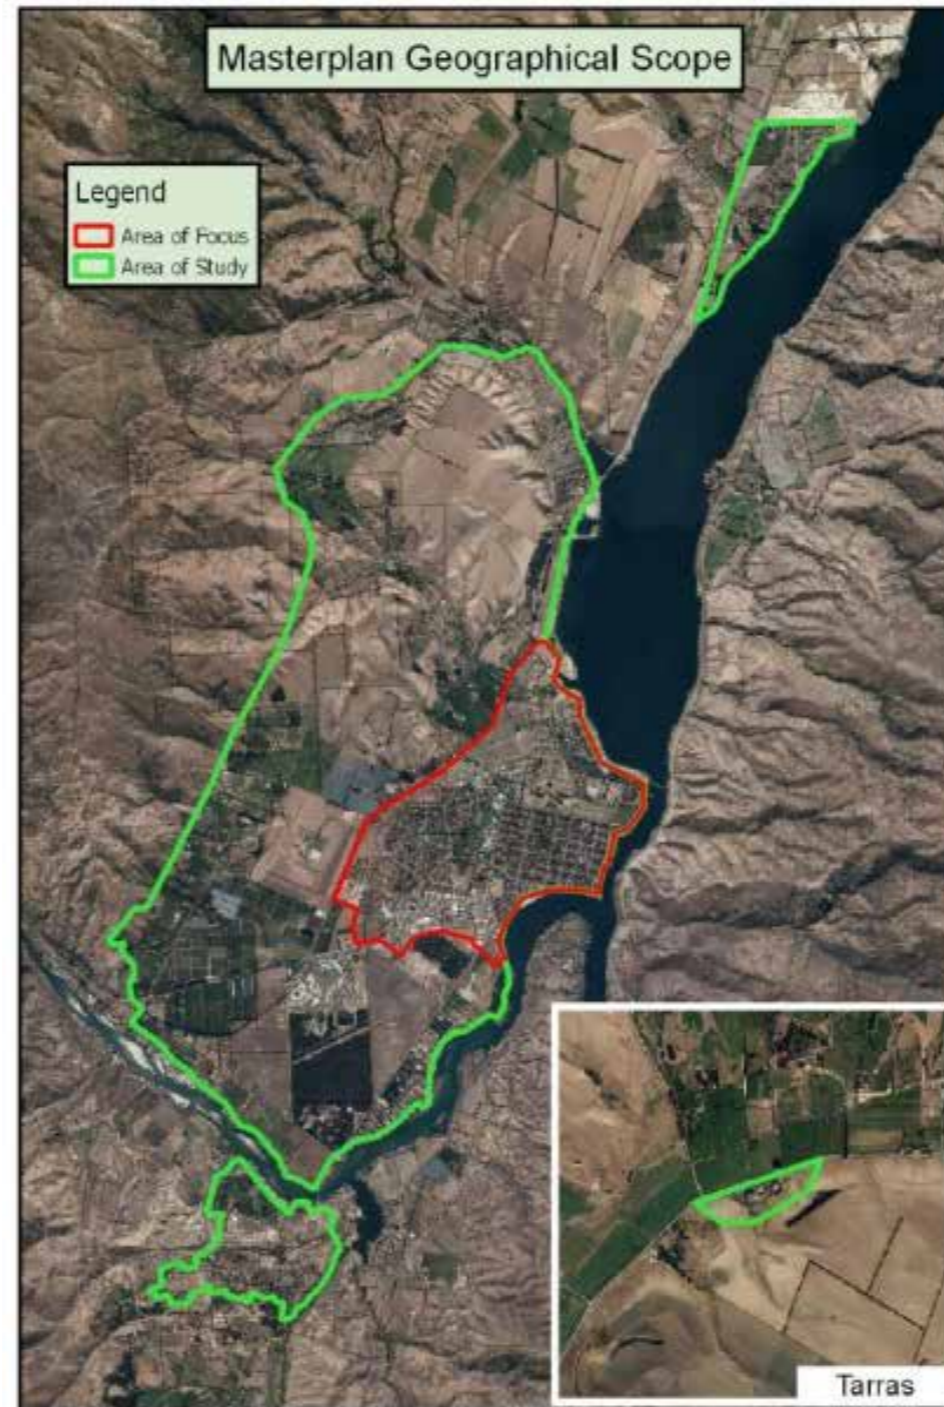 Masterplan Geographical Scope
Legend
Area of Focus
Area of Study
Tarras